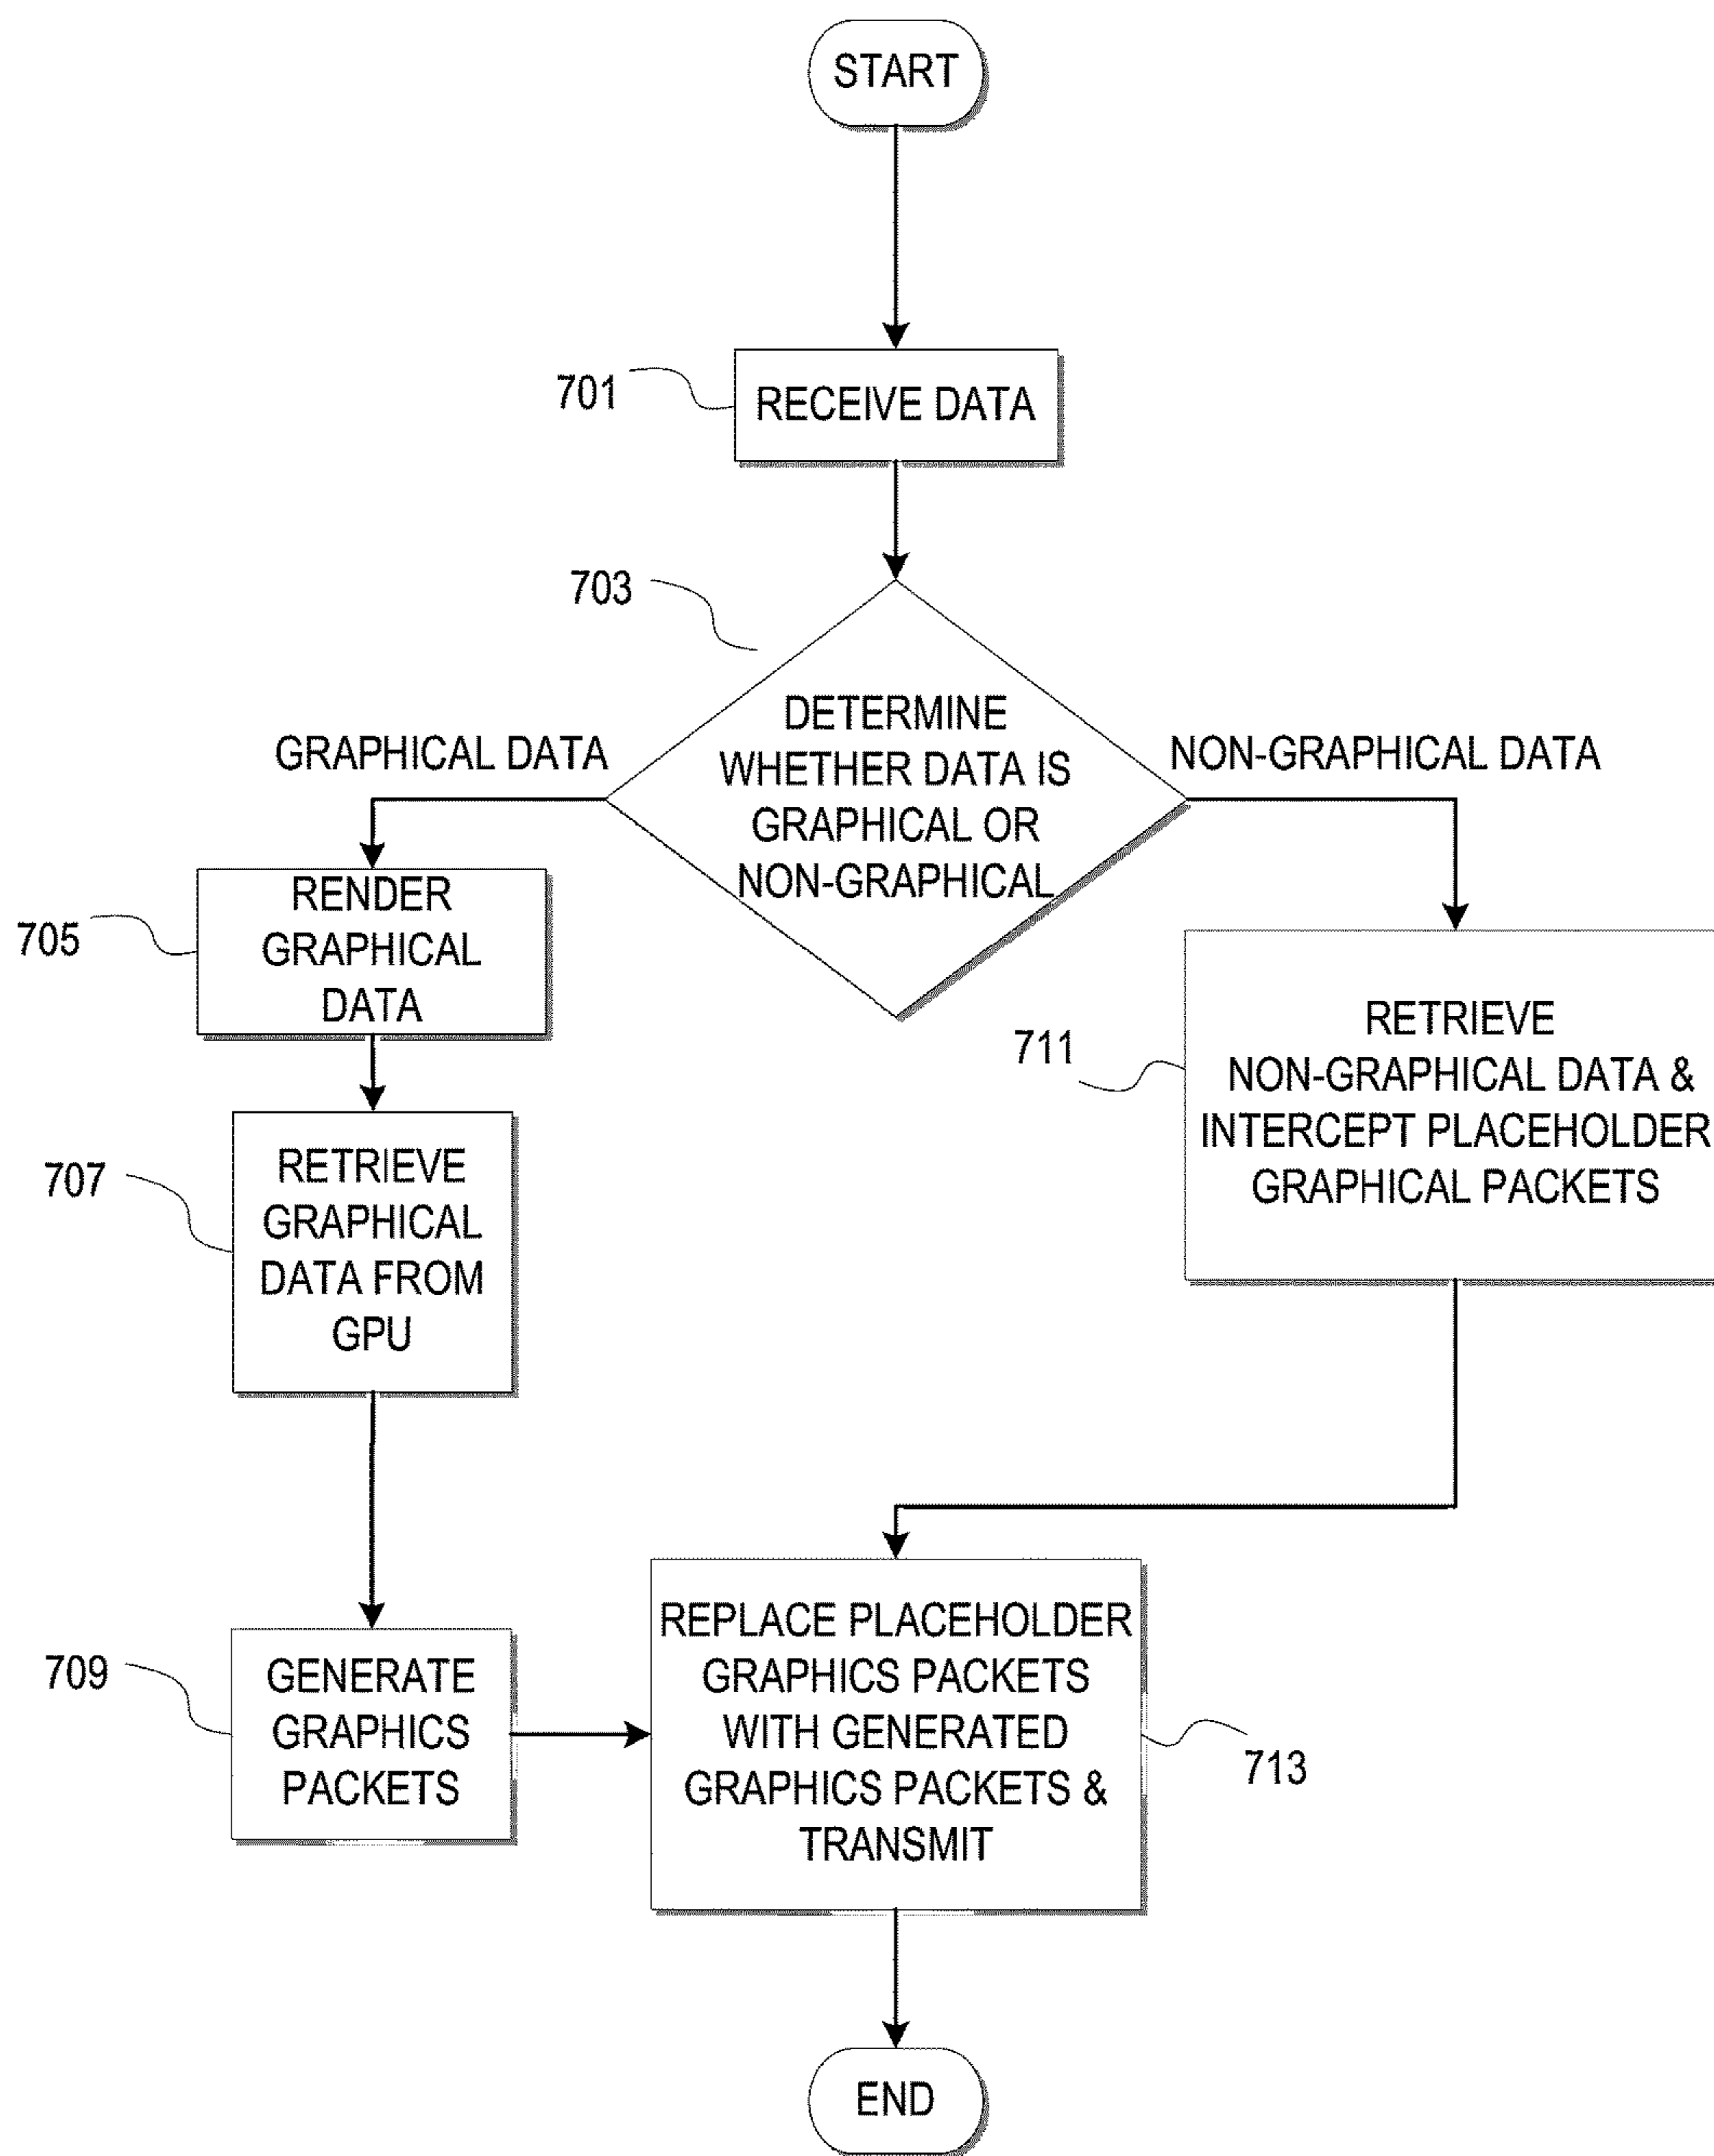 START
701
RECEIVE DATA
703
DETERMINE
WHETHER DATA IS
GRAPHICAL OR
NON-GRAPHICAL
GRAPHICAL DATA
NON-GRAPHICAL DATA
705
RENDER
GRAPHICAL
DATA
711
RETRIEVE
NON-GRAPHICAL DATA &
INTERCEPT PLACEHOLDER
GRAPHICAL PACKETS
707
RETRIEVE
GRAPHICAL
DATA FROM
GPU
709
GENERATE
GRAPHICS
PACKETS
REPLACE PLACEHOLDER
GRAPHICS PACKETS
WITH GENERATED
GRAPHICS PACKETS &
TRANSMIT
713
END